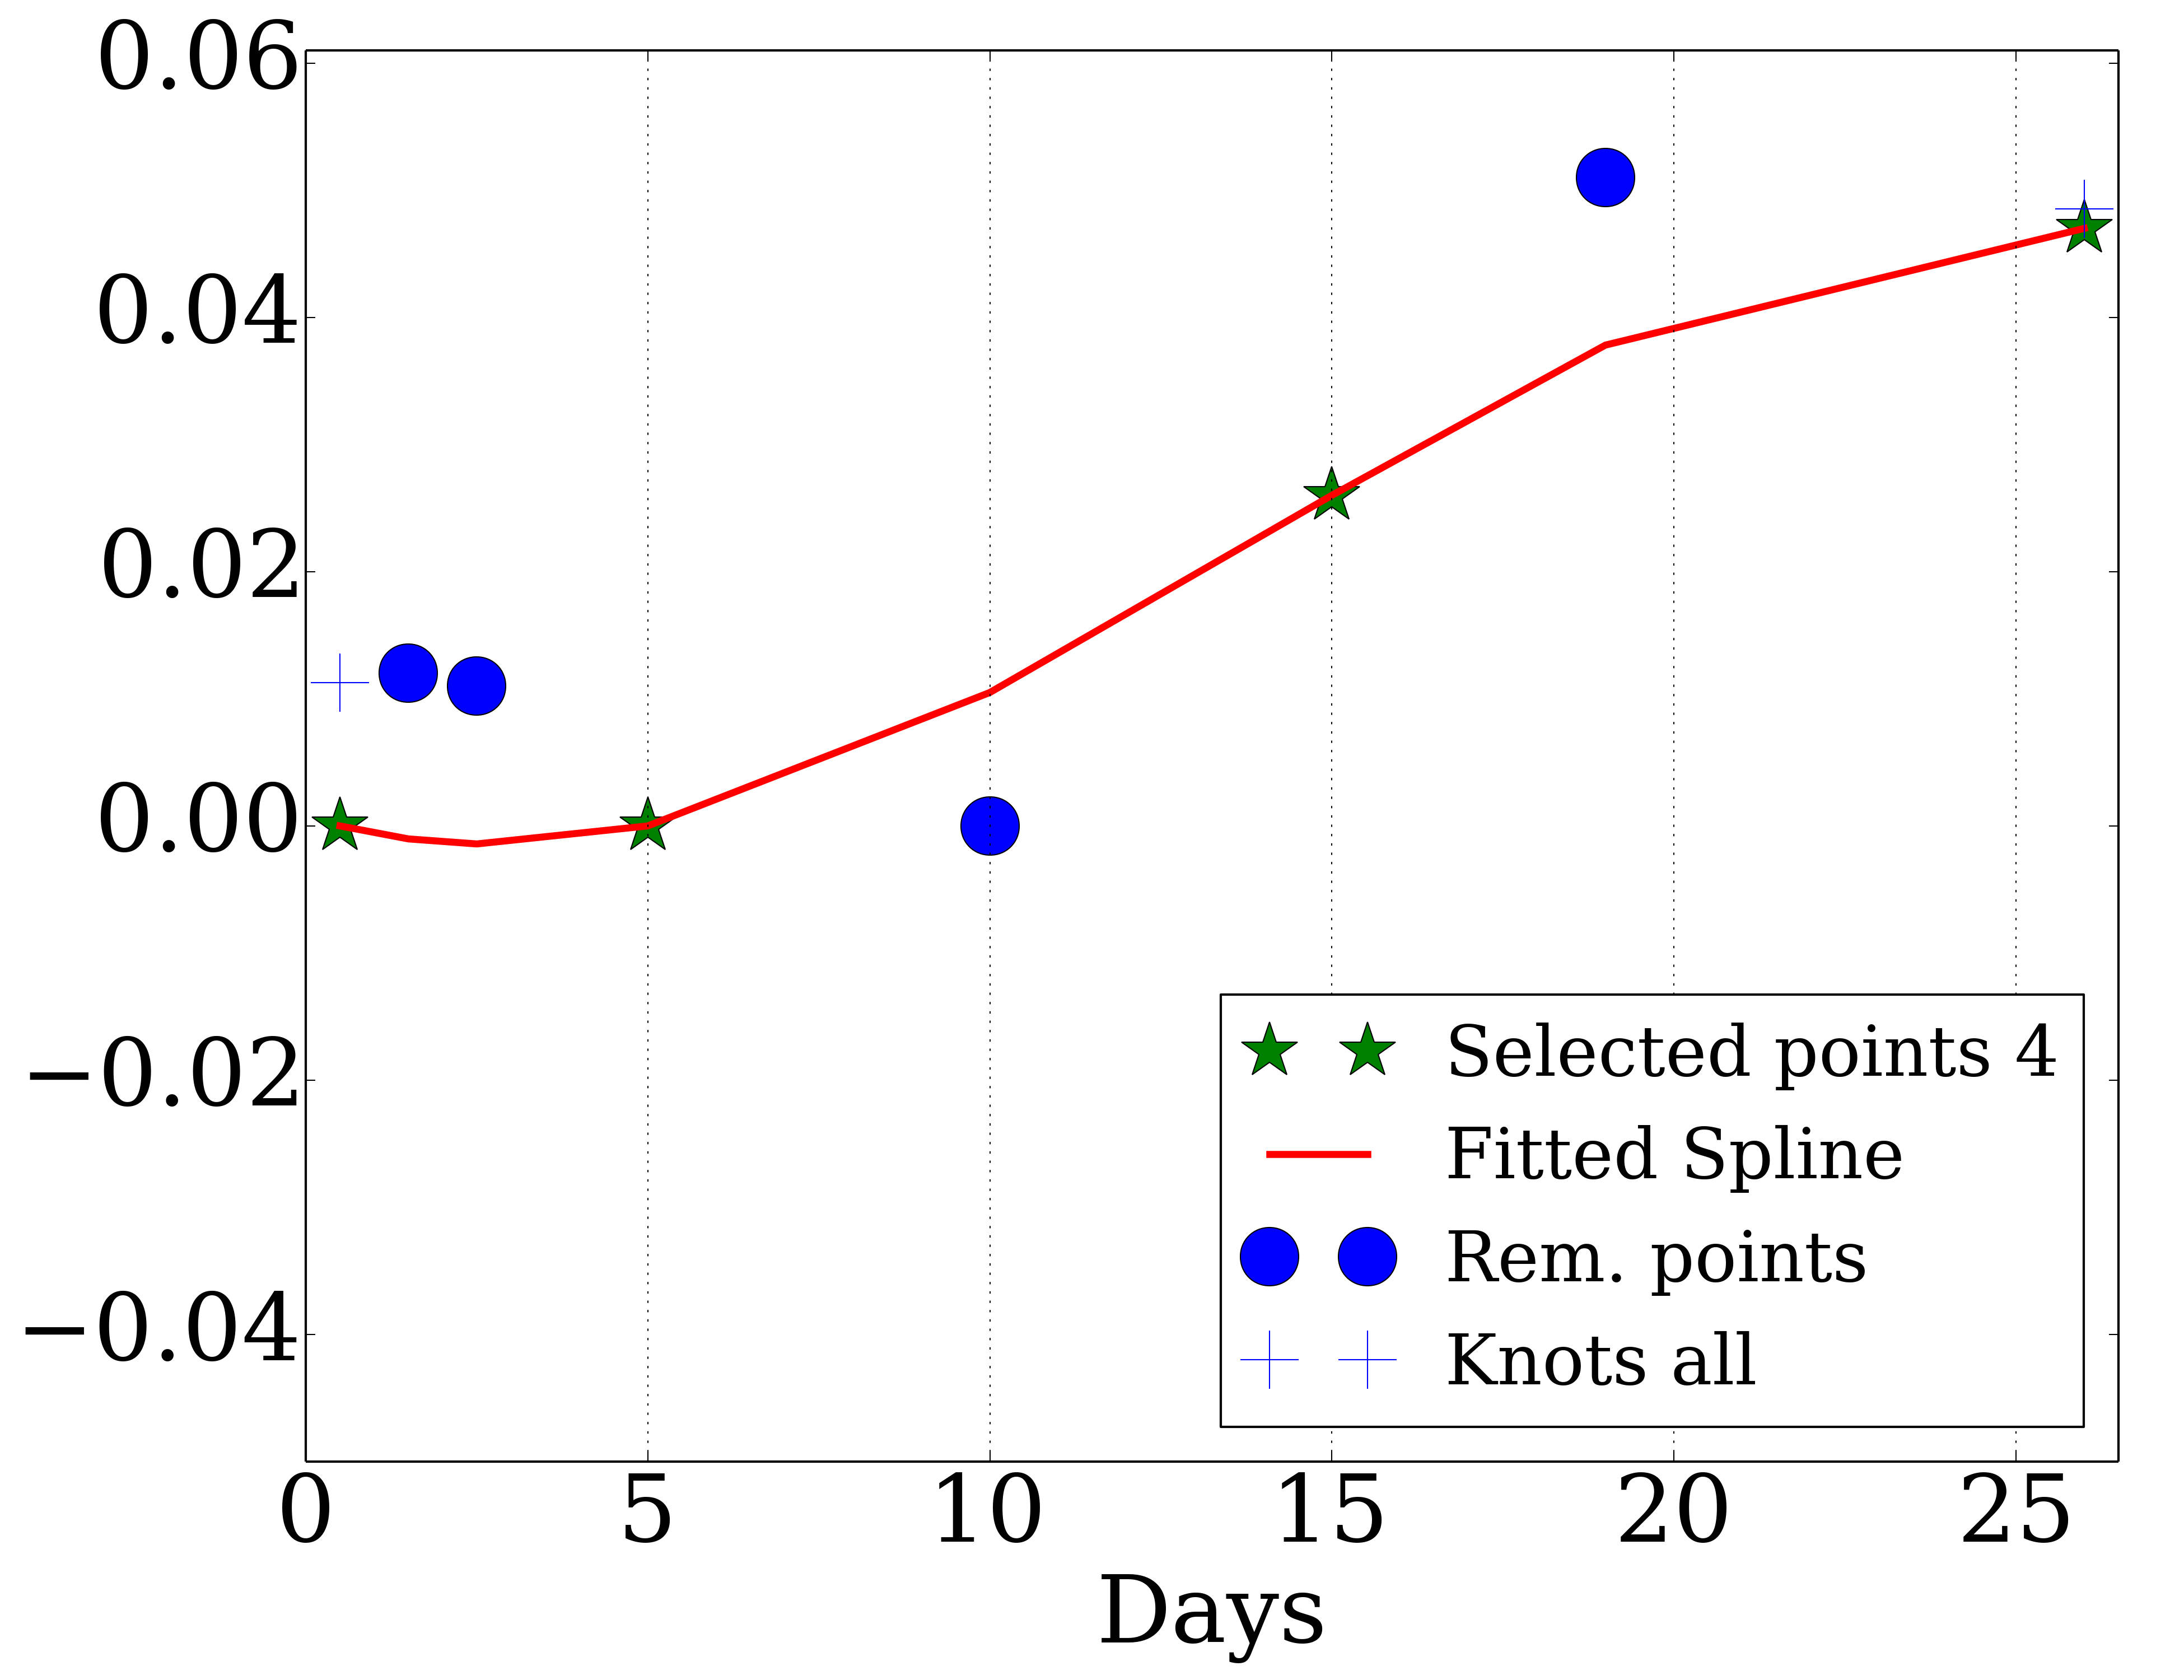 0.06
0.04
0.02
0.00
−0.02
−0.04
0 5 10 15 20 25
Days
Selected points 4
Fitted Spline
Rem. points
Knots all